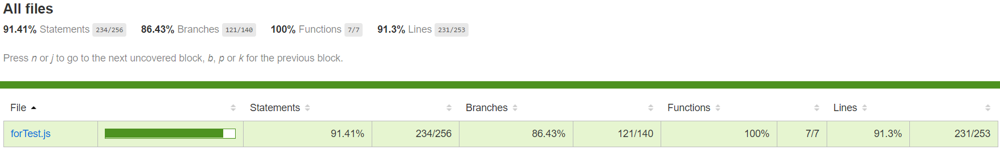 All files
91.41% Statements 234/256 86.43% Branches 121/140 100% Functions 7/7 91.3% Lines 231/253
Press n or j to go to the next uncovered block, b, p or k for the previous block.
File Statements Branches Functions Lines
forTest.js 91.41% 234/256 86.43% 121/140 100% 7/7 91.3% 231/253